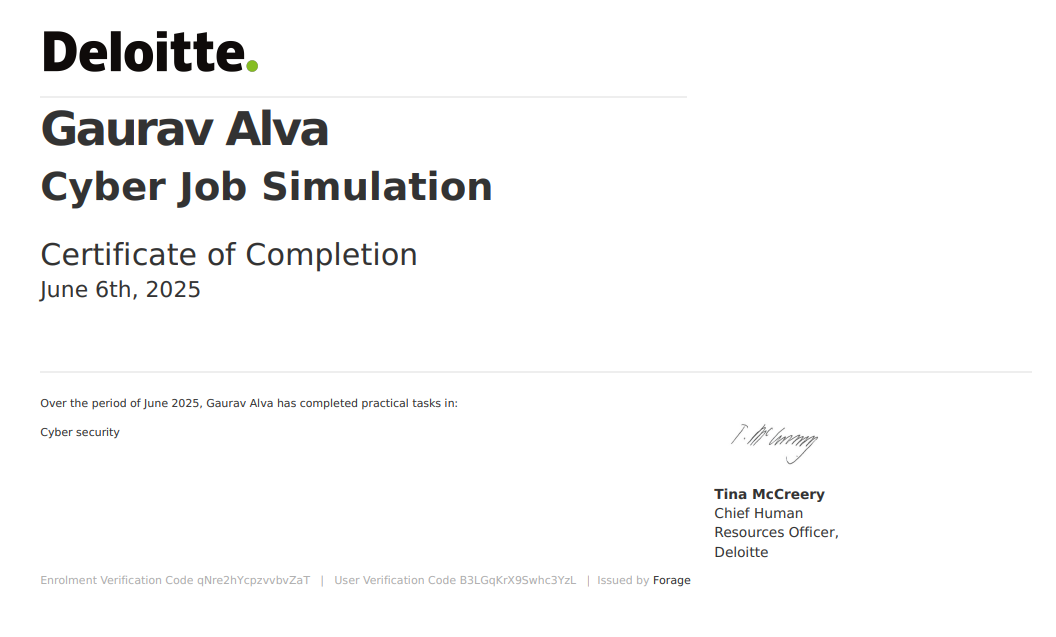 Deloitte.
Gaurav Alva
Cyber Job Simulation
Certificate of Completion
June 6th, 2025
Over the period of June 2025, Gaurav Alva has completed practical tasks in:
Cyber security
T. McCreery
Tina McCreery
Chief Human
Resources Officer,
Deloitte
Enrolment Verification Code qNre2hYcpzvvbvZaT | User Verification Code B3LGqKrX9Swhc3YzL | Issued by Forage